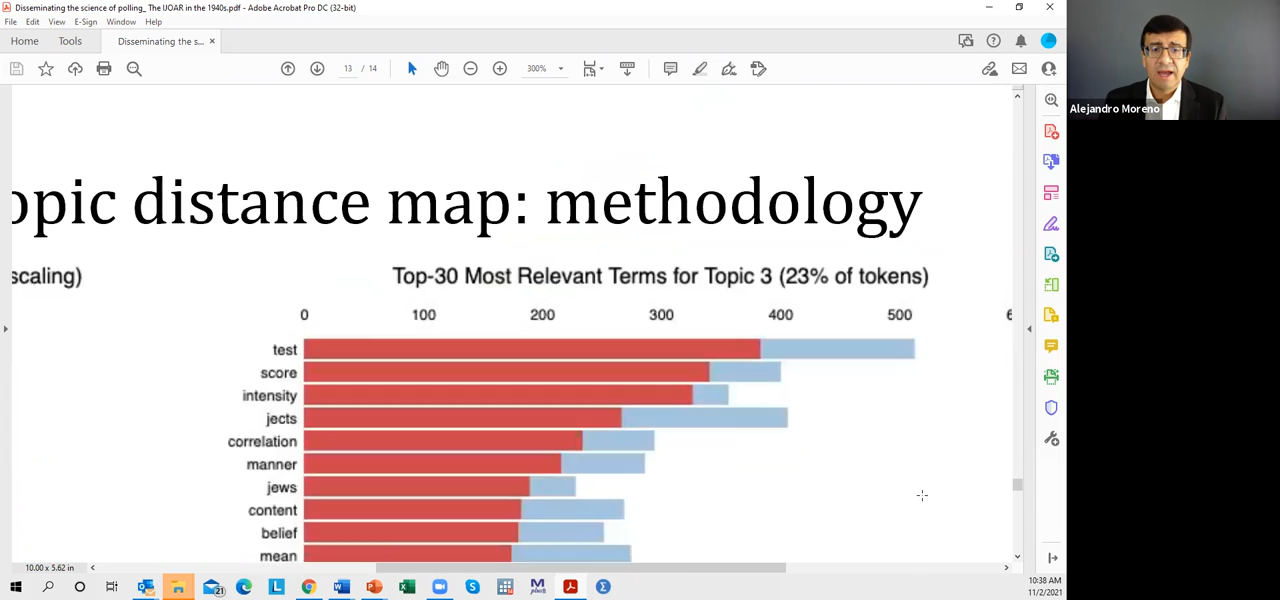 Disseminating the science of polling_ The IJOAR in the 1940s.pdf - Adobe Acrobat Pro DC (32-bit)
File Edit View E-Sign Window Help
Home Tools Disseminating the s... ×
13 / 14 300%
Alejandro Moreno
opic distance map: methodology
scaling) Top-30 Most Relevant Terms for Topic 3 (23% of tokens)
0 100 200 300 400 500 6
test
score
intensity
jects
correlation
manner
jews
content
belief
mean
10.00 x 5.62 in
21
10:38 AM
11/2/2021